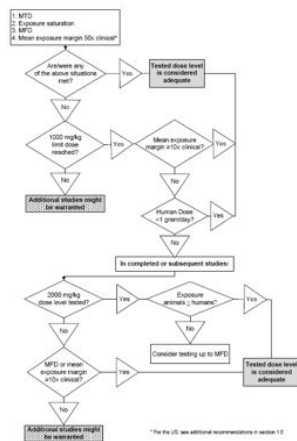 1. MTD
2. Exposure saturation
3. MFD
4. Mean exposure margin 50x clinical*
Are/were any
of the above situations
met?
Yes
Tested dose level
is considered
adequate
No
1000 mg/kg
limit dose
reached?
Yes
Mean exposure
margin ≥10x clinical?
Yes
No
No
Additional studies might
be warranted
Human Dose
<1 gram/day?
Yes
No
In completed or subsequent studies:
2000 mg/kg
dose level tested?
Yes
Exposure
animals ≥ humans*
Yes
No
No
Consider testing up to MFD
MFD or mean
exposure margin
≥10x clinical?
Yes
Tested dose level
is considered
adequate
No
Additional studies might
be warranted
* For the US: see additional recommendations in section 1.5